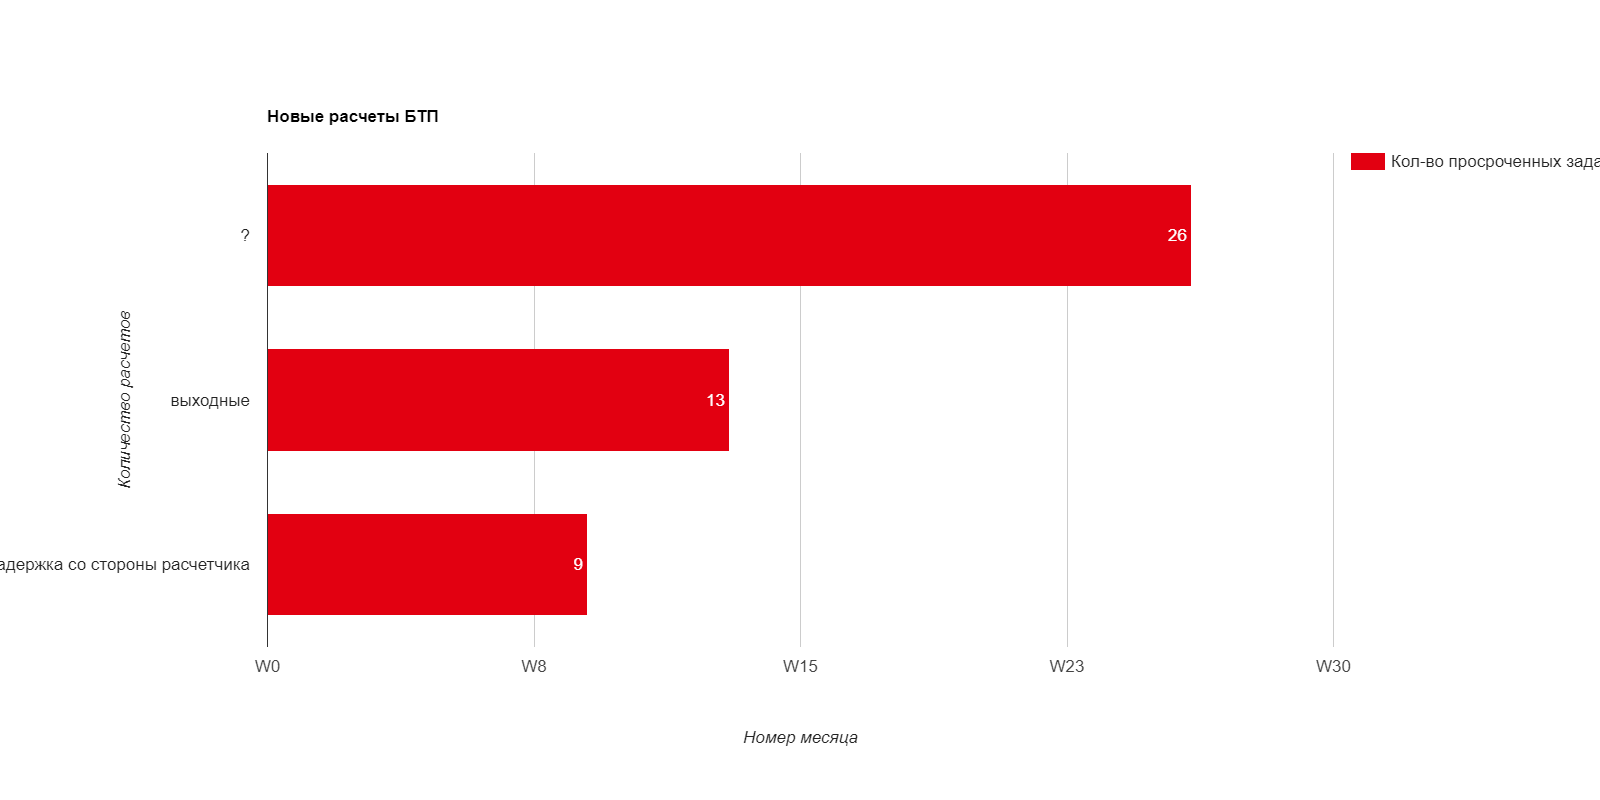 Новые расчеты БТП
Кол-во просроченных зада
?
26
Количество расчетов
выходные
13
адержка со стороны расчетчика
9
W0 W8 W15 W23 W30
Номер месяца